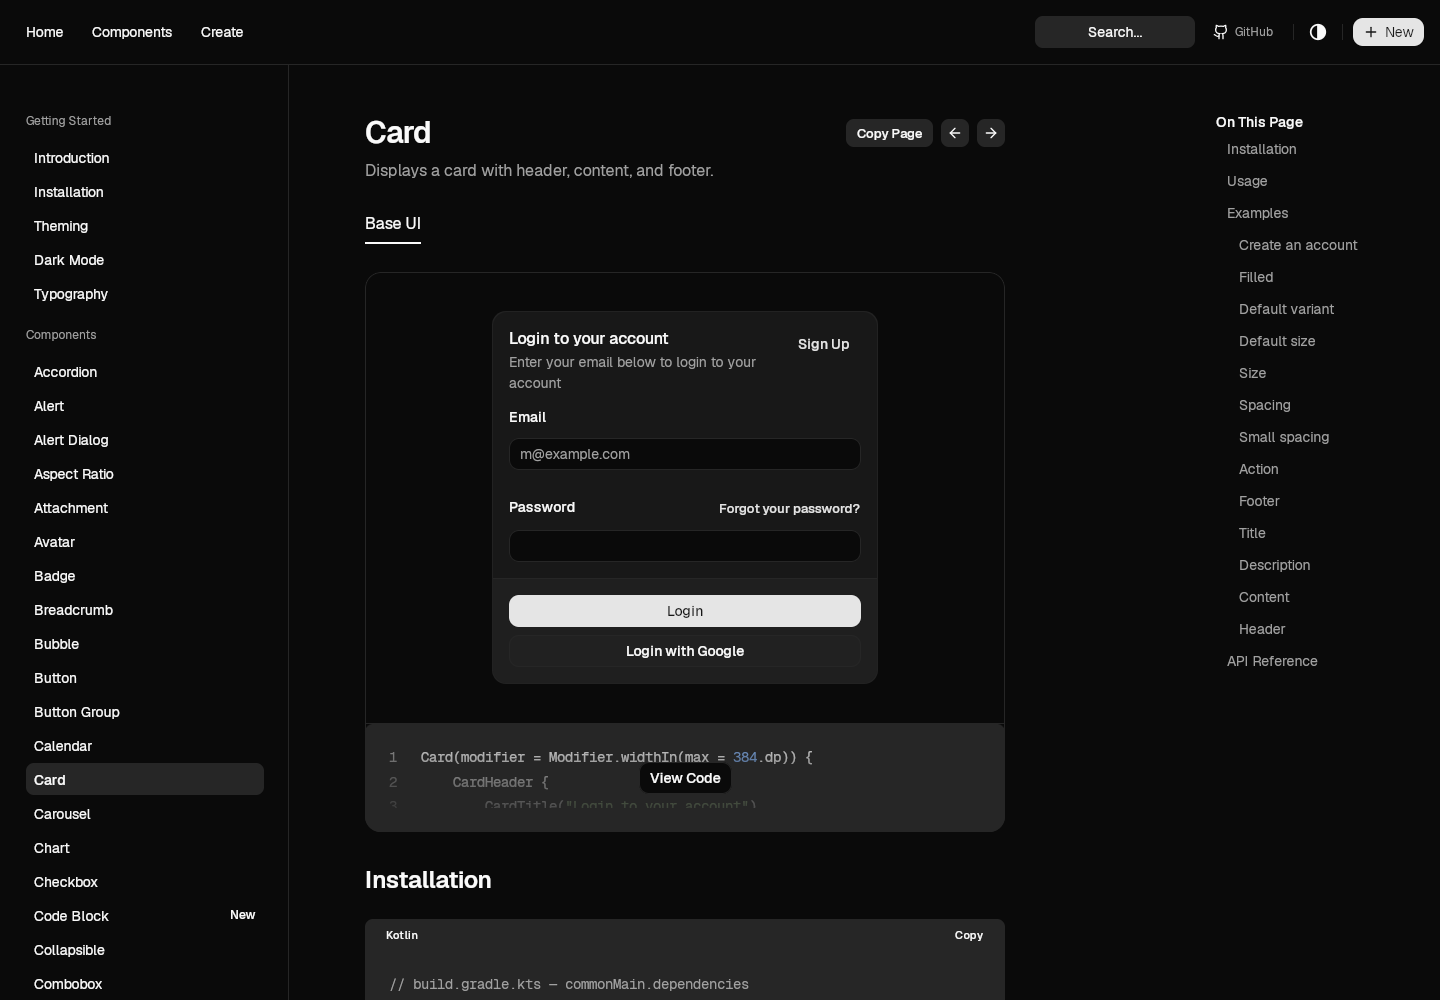 Home
Components
Create
Search...
GitHub
New
Getting Started
Introduction
Installation
Theming
Dark Mode
Typography
Components
Accordion
Alert
Alert Dialog
Aspect Ratio
Attachment
Avatar
Badge
Breadcrumb
Bubble
Button
Button Group
Calendar
Card
Carousel
Chart
Checkbox
Code Block
New
Collapsible
Combobox
Card
Copy Page
Displays a card with header, content, and footer.
Base UI
Login to your account
Sign Up
Enter your email below to login to your
account
Email
m@example.com
Password
Forgot your password?
Login
Login with Google
1 Card(modifier = Modifier.widthIn(max = 384.dp)) {
2 CardHeader {
3 CardTitle("Login to your account")
View Code
Installation
Kotlin
Copy
// build.gradle.kts — commonMain.dependencies
On This Page
Installation
Usage
Examples
Create an account
Filled
Default variant
Default size
Size
Spacing
Small spacing
Action
Footer
Title
Description
Content
Header
API Reference